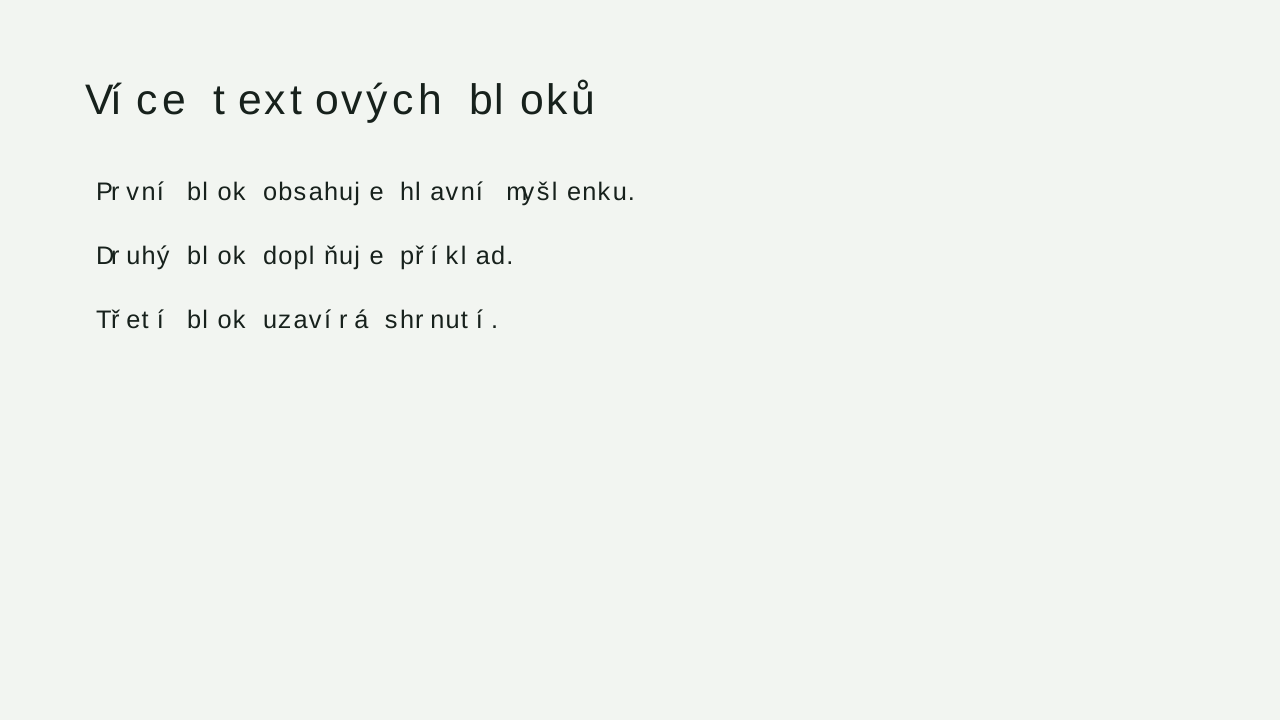 Více textových bloků
První blok obsahuje hlavní myšlenku.
Druhý blok doplňuje příklad.
Třetí blok uzavírá shrnutí.